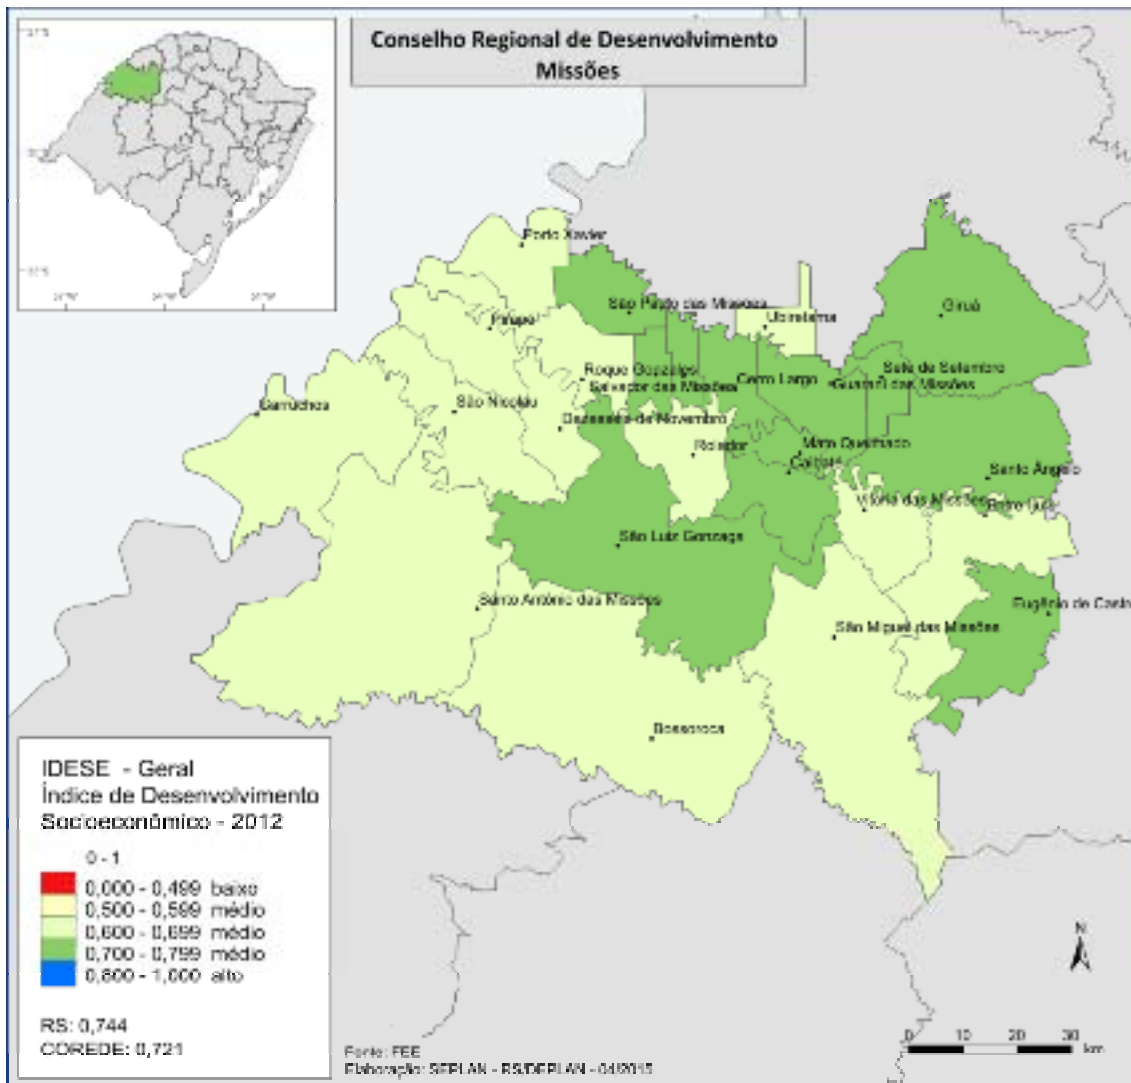 Conselho Regional de Desenvolvimento
Missões
Porto Xavier
São Paulo das Missões
Giruá
Pirapó
Ubiretama
Roque Gonzales
Salvador das Missões
Cerro Largo
Sete de Setembro
Guarani das Missões
Garruchos
São Nicolau
Dezesseis de Novembro
Rolador
Mato Queimado
Caibaté
Santo Ângelo
Vitória das Missões
Entre-Ijuís
São Luiz Gonzaga
Santo Antônio das Missões
Eugênio de Castr
São Miguel das Missões
Bossoroca
IDESE - Geral
Índice de Desenvolvimento
Socioeconômico - 2012
0 - 1
0,000 - 0,499 baixo
0,500 - 0,599 médio
0,600 - 0,699 médio
0,700 - 0,799 médio
0,800 - 1,000 alto
RS: 0,744
COREDE: 0,721
Fonte: FEE
Elaboração: SEPLAN - RS/DEPLAN - 04/2015
N
0 10 20 30
km